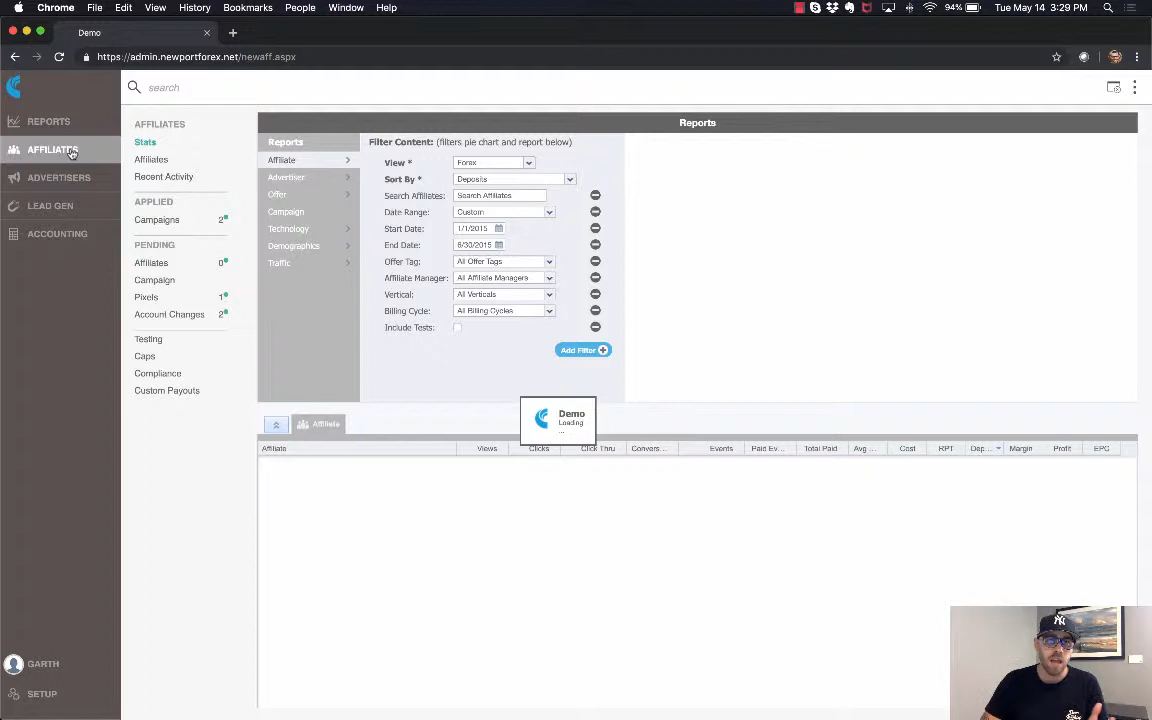 Chrome File Edit View History Bookmarks People Window Help 94% Tue May 14 3:29 PM
Demo
https://admin.newportforex.net/newaff.aspx
search
REPORTS
AFFILIATES
ADVERTISERS
LEAD GEN
ACCOUNTING
GARTH
SETUP
AFFILIATES
Stats
Affiliates
Recent Activity
APPLIED
Campaigns 2
PENDING
Affiliates 0
Campaign
Pixels 1
Account Changes 2
Testing
Caps
Compliance
Custom Payouts
Reports
Reports
Affiliate
Advertiser
Offer
Campaign
Technology
Demographics
Traffic
Filter Content: (filters pie chart and report below)
View * Forex
Sort By * Deposits
Search Affiliates: Search Affiliates
Date Range: Custom
Start Date: 1/1/2015
End Date: 6/30/2015
Offer Tag: All Offer Tags
Affiliate Manager: All Affiliate Managers
Vertical: All Verticals
Billing Cycle: All Billing Cycles
Include Tests:
Add Filter
Demo
Loading
...
Affiliate
Affiliate Views Clicks Click Thru Convers... Events Paid Ev... Total Paid Avg ... Cost RPT Dep... Margin Profit EPC